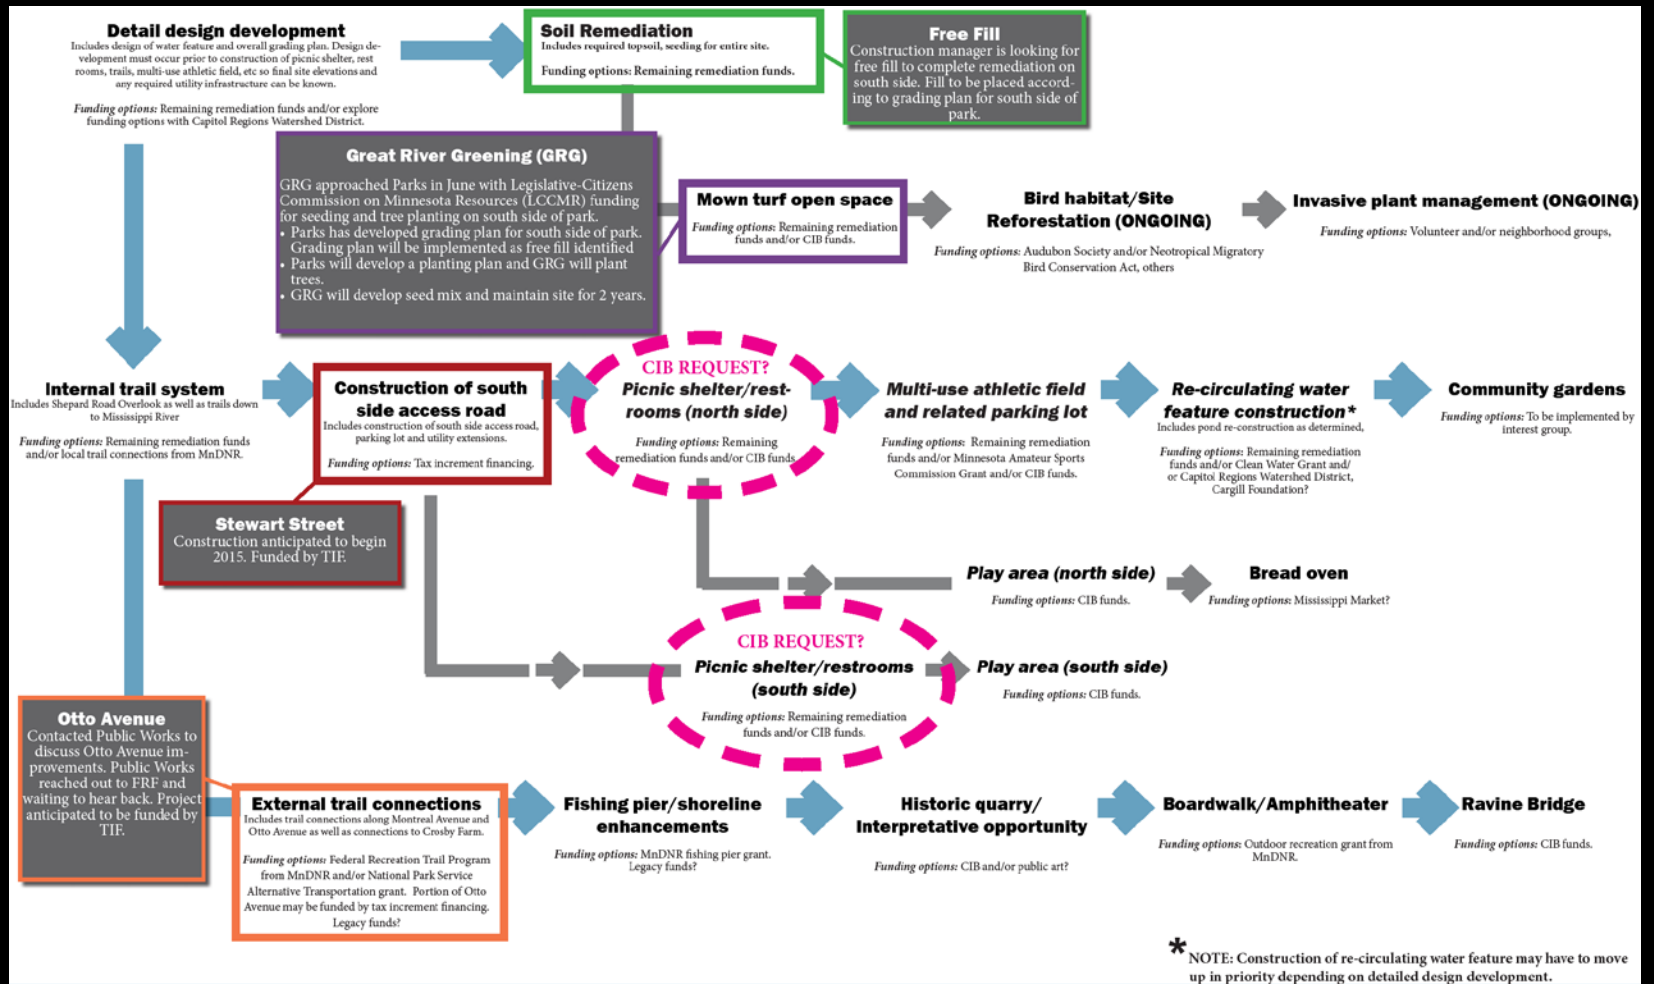 Detail design development
Includes design of water feature and overall grading plan. Design de-
velopment must occur prior to construction of picnic shelter, rest
rooms, trails, multi-use athletic field, etc so final site elevations and
any required utility infrastructure can be known.
Funding options: Remaining remediation funds and/or explore
funding options with Capitol Regions Watershed District.
Soil Remediation
Includes required topsoil, seeding for entire site.
Funding options: Remaining remediation funds.
Free Fill
Construction manager is looking for
free fill to complete remediation on
south side. Fill to be placed accord-
ing to grading plan for south side of
park.
Great River Greening (GRG)
GRG approached Parks in June with Legislative-Citizens
Commission on Minnesota Resources (LCCMR) funding
for seeding and tree planting on south side of park.
• Parks has developed grading plan for south side of park.
Grading plan will be implemented as free fill identified
• Parks will develop a planting plan and GRG will plant
trees.
• GRG will develop seed mix and maintain site for 2 years.
Mown turf open space
Funding options: Remaining remediation
funds and/or CIB funds.
Bird habitat/Site
Reforestation (ONGOING)
Funding options: Audubon Society and/or Neotropical Migratory
Bird Conservation Act, others
Invasive plant management (ONGOING)
Funding options: Volunteer and/or neighborhood groups,
Internal trail system
Includes Shepard Road Overlook as well as trails down
to Mississippi River
Funding options: Remaining remediation funds
and/or local trail connections from MnDNR.
Construction of south
side access road
Includes construction of south side access road,
parking lot and utility extensions.
Funding options: Tax increment financing.
CIB REQUEST?
Picnic shelter/rest-
rooms (north side)
Funding options: Remaining
remediation funds and/or CIB funds
Multi-use athletic field
and related parking lot
Funding options: Remaining remediation
funds and/or Minnesota Amateur Sports
Commission Grant and/or CIB funds.
Re-circulating water
feature construction*
Includes pond re-construction as determined,
Funding options: Remaining remediation
funds and/or Clean Water Grant and/
or Capitol Regions Watershed District,
Cargill Foundation?
Community gardens
Funding options: To be implemented by
interest group.
Stewart Street
Construction anticipated to begin
2015. Funded by TIF.
Play area (north side)
Funding options: CIB funds.
Bread oven
Funding options: Mississippi Market?
CIB REQUEST?
Picnic shelter/restrooms
(south side)
Funding options: Remaining remediation
funds and/or CIB funds.
Play area (south side)
Funding options: CIB funds.
Otto Avenue
Contacted Public Works to
discuss Otto Avenue im-
provements. Public Works
reached out to FRF and
waiting to hear back. Project
anticipated to be funded by
TIF.
External trail connections
Includes trail connections along Montreal Avenue and
Otto Avenue as well as connections to Crosby Farm.
Funding options: Federal Recreation Trail Program
from MnDNR and/or National Park Service
Alternative Transportation grant. Portion of Otto
Avenue may be funded by tax increment financing.
Legacy funds?
Fishing pier/shoreline
enhancements
Funding options: MnDNR fishing pier grant.
Legacy funds?
Historic quarry/
Interpretative opportunity
Funding options: CIB and/or public art?
Boardwalk/Amphitheater
Funding options: Outdoor recreation grant from
MnDNR.
Ravine Bridge
Funding options: CIB funds.
* NOTE: Construction of re-circulating water feature may have to move
up in priority depending on detailed design development.